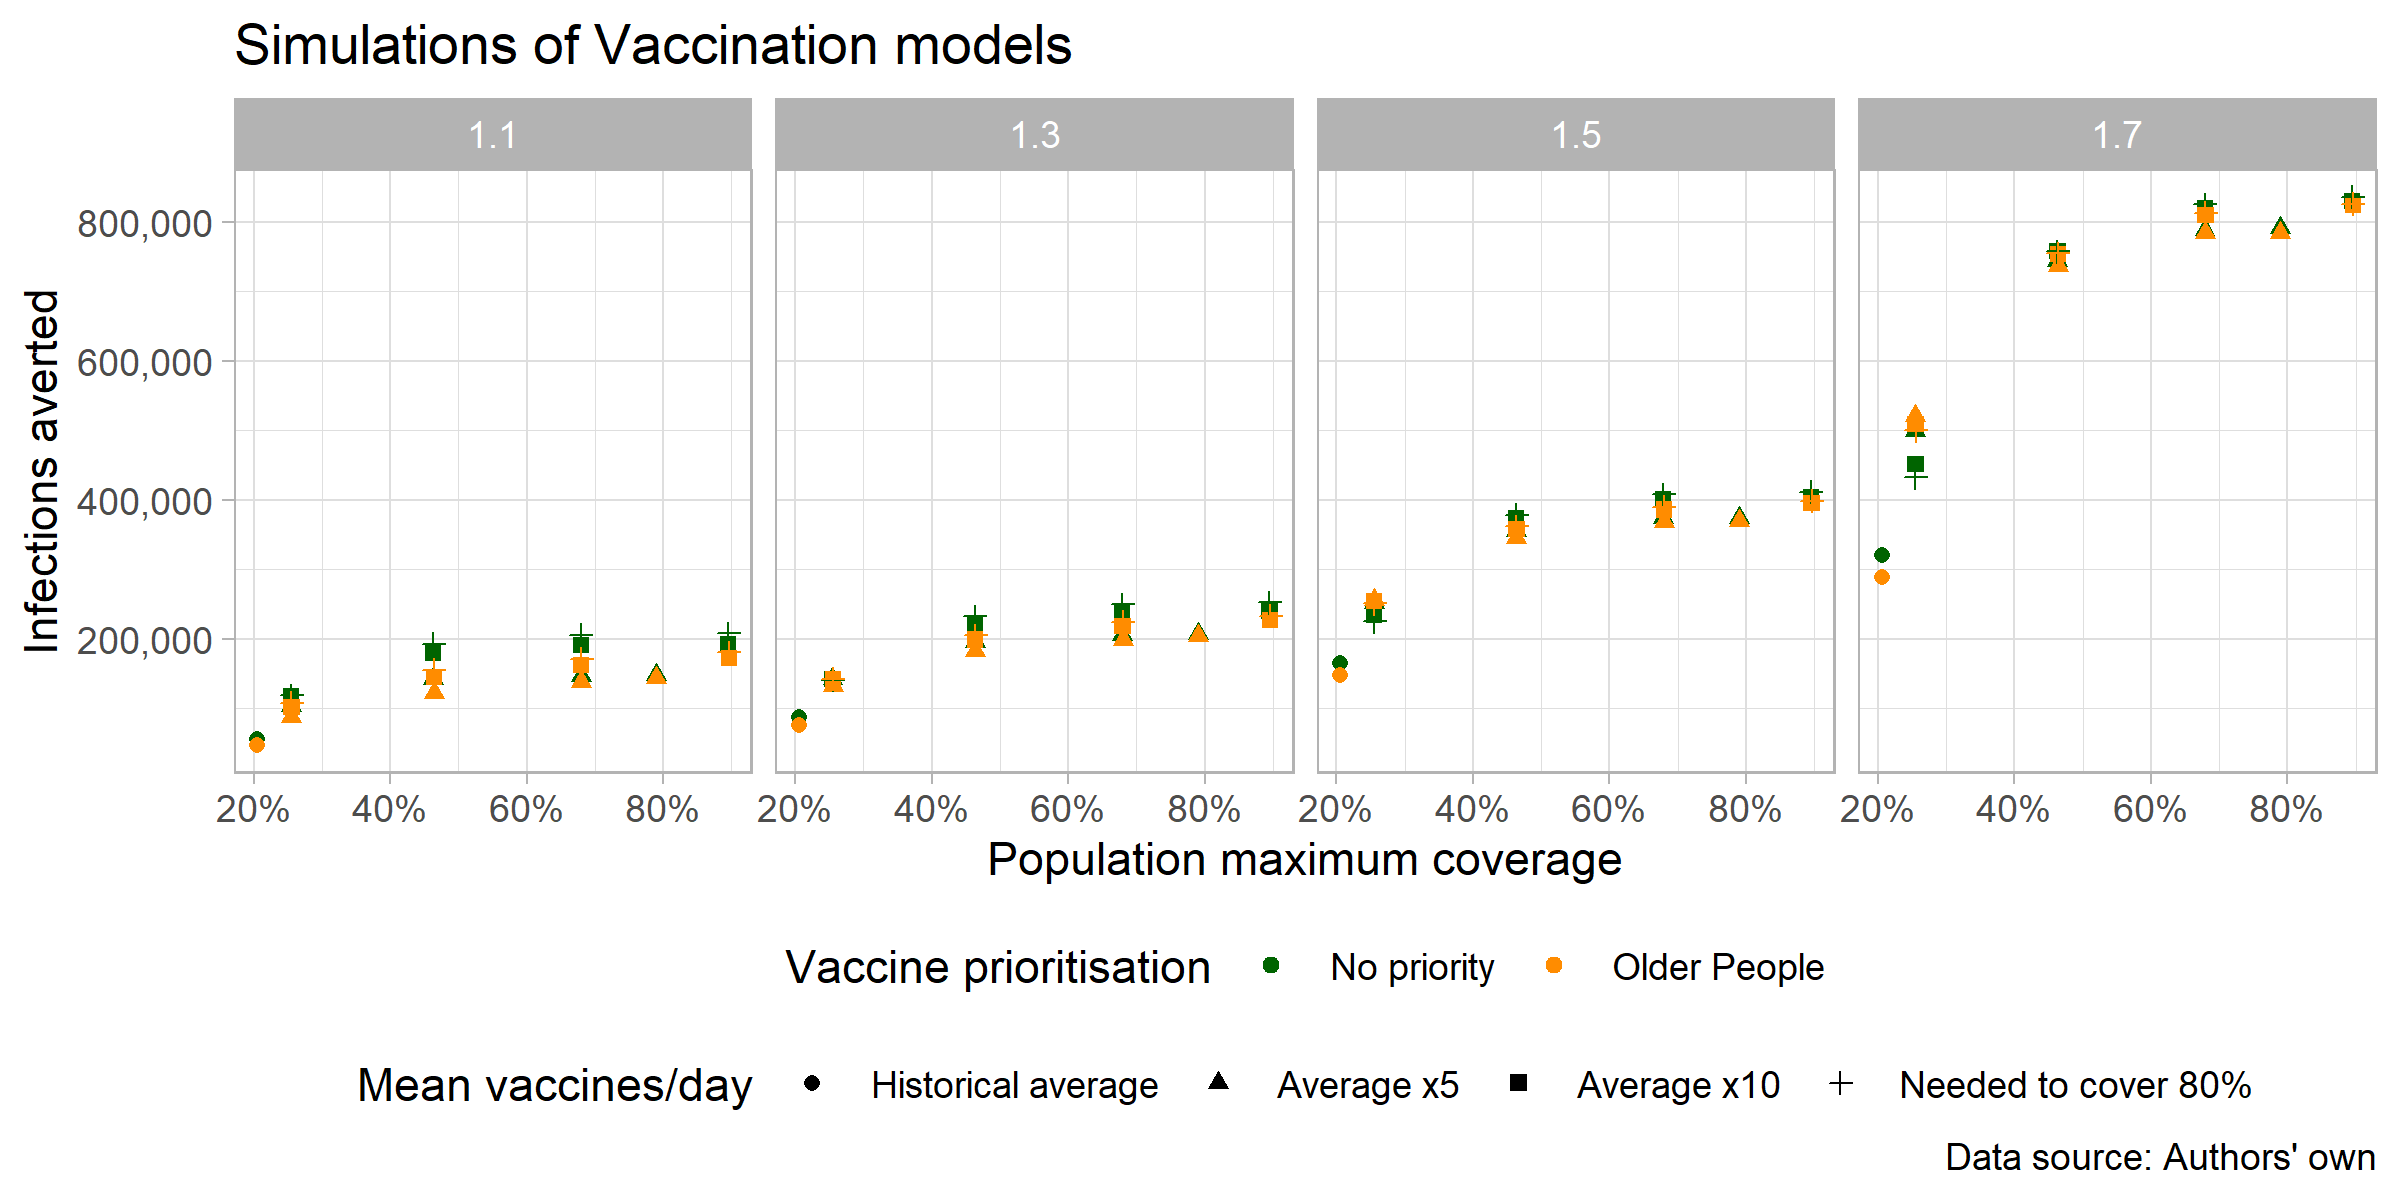 Simulations of Vaccination models
1.1 1.3 1.5 1.7
800,000
600,000
400,000
200,000
Infections averted
20% 40% 60% 80% 20% 40% 60% 80% 20% 40% 60% 80% 20% 40% 60% 80%
Population maximum coverage
Vaccine prioritisation No priority Older People
Mean vaccines/day Historical average Average x5 Average x10 Needed to cover 80%
Data source: Authors' own